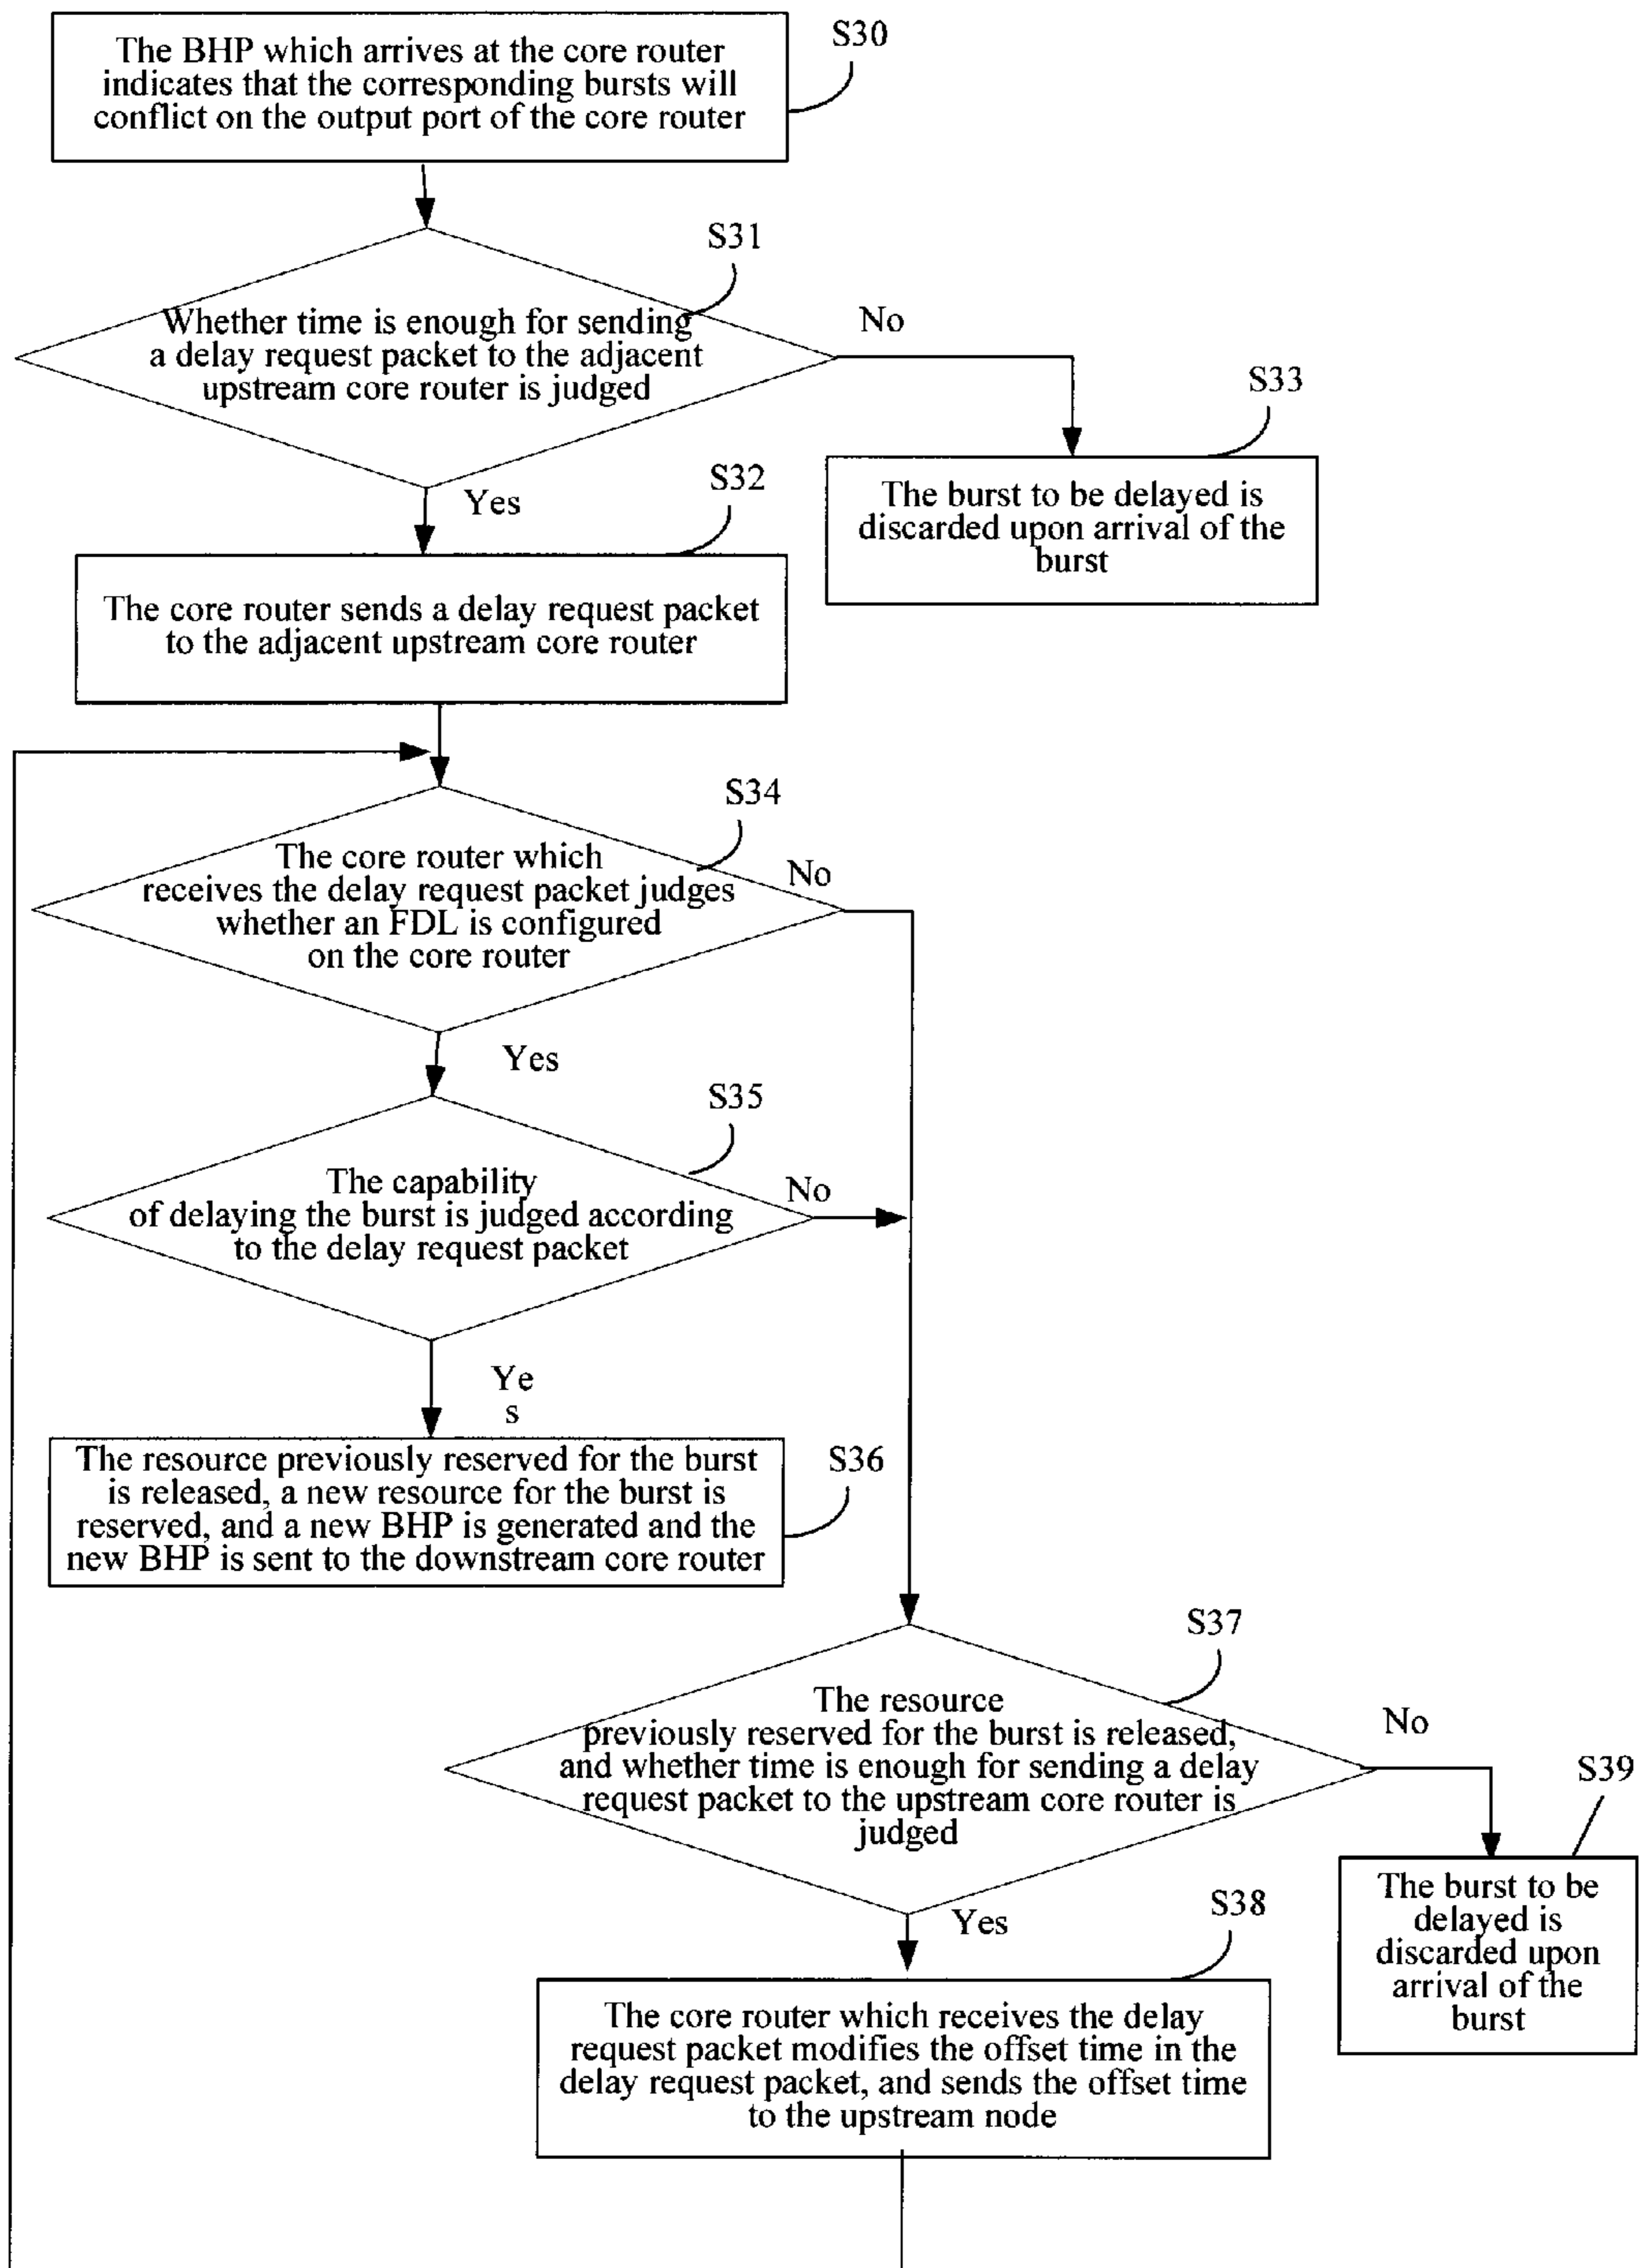 The BHP which arrives at the core router
indicates that the corresponding bursts will
conflict on the output port of the core router
S30
S31
Whether time is enough for sending
a delay request packet to the adjacent
upstream core router is judged
No
S33
The burst to be delayed is
discarded upon arrival of the
burst
Yes
S32
The core router sends a delay request packet
to the adjacent upstream core router
S34
The core router which
receives the delay request packet judges
whether an FDL is configured
on the core router
No
Yes
S35
The capability
of delaying the burst is judged according
to the delay request packet
No
Ye
s
The resource previously reserved for the burst
is released, a new resource for the burst is
reserved, and a new BHP is generated and the
new BHP is sent to the downstream core router
S36
S37
The resource
previously reserved for the burst is released,
and whether time is enough for sending a delay
request packet to the upstream core router is
judged
No
S39
The burst to be
delayed is
discarded upon
arrival of the
burst
Yes
S38
The core router which receives the delay
request packet modifies the offset time in the
delay request packet, and sends the offset time
to the upstream node